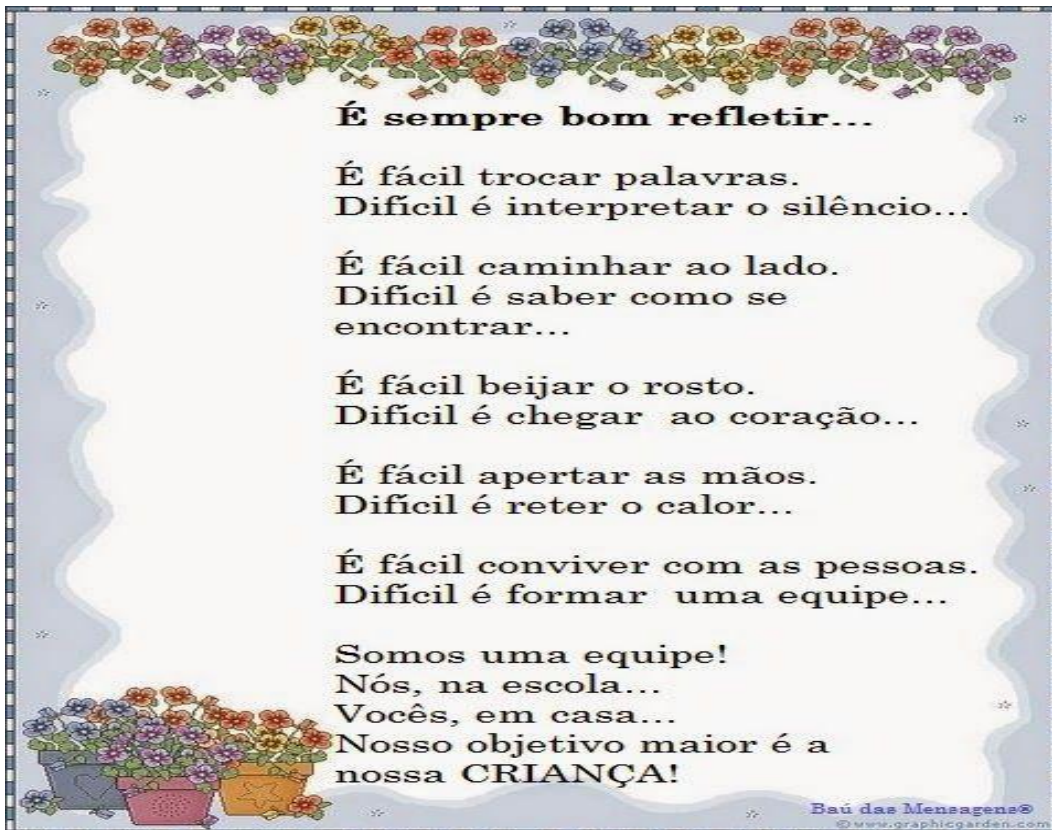 É sempre bom refletir...
É fácil trocar palavras.
Difícil é interpretar o silêncio...
É fácil caminhar ao lado.
Difícil é saber como se
encontrar...
É fácil beijar o rosto.
Difícil é chegar  ao coração...
É fácil apertar as mãos.
Difícil é reter o calor...
É fácil conviver com as pessoas.
Difícil é formar  uma equipe...
Somos uma equipe!
Nós, na escola...
Vocês, em casa...
Nosso objetivo maior é a
nossa CRIANÇA!
Baú das Mensagens®
©www.graphicgarden.com